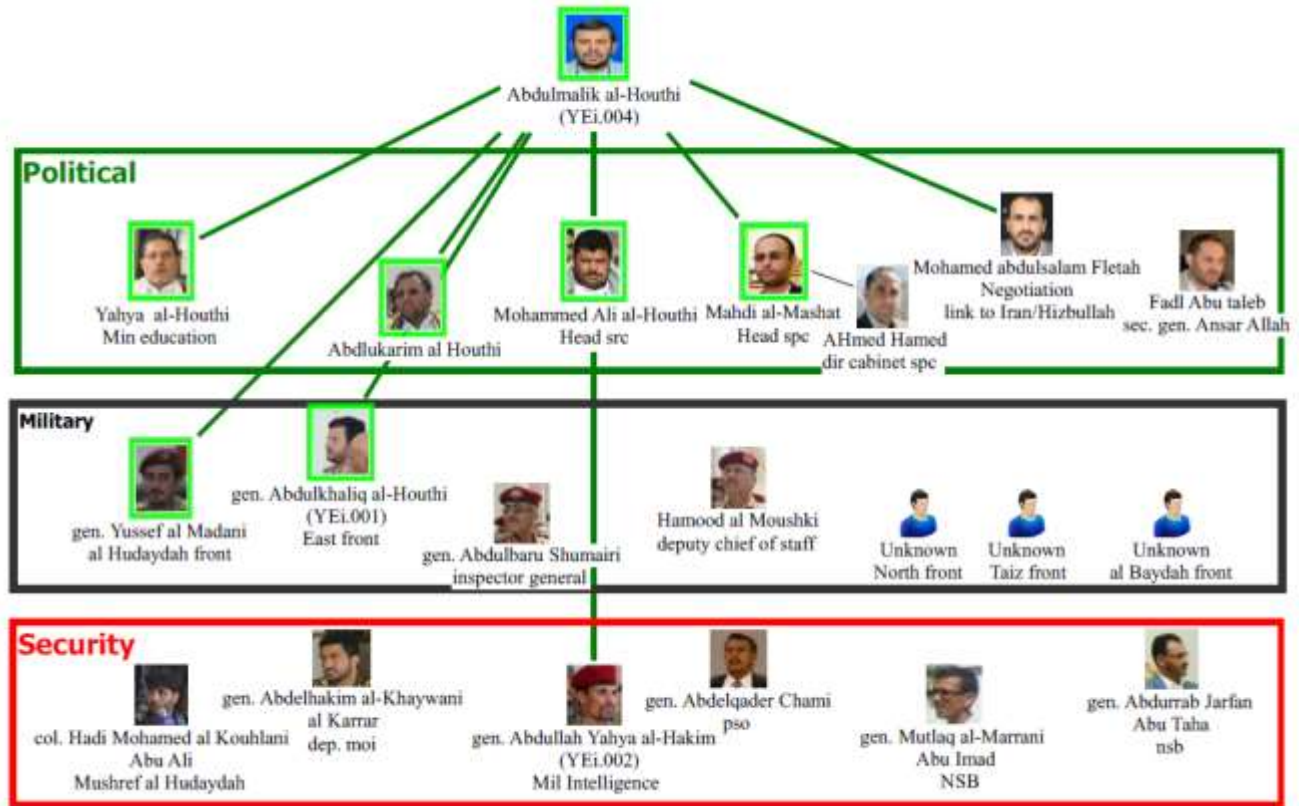 Abdulmalik al-Houthi
(YEi.004)
Political
Yahya al-Houthi
Min education
Abdlukarim al Houthi
Mohammed Ali al-Houthi
Head src
Mahdi al-Mashat
Head spc
AHmed Hamed
dir cabinet spc
Mohamed abdulsalam Fletah
Negotiation
link to Iran/Hizbullah
Fadl Abu taleb
sec. gen. Ansar Allah
Military
gen. Yussef al Madani
al Hudaydah front
gen. Abdulkhaliq al-Houthi
(YEi.001)
East front
gen. Abdulbaru Shumairi
inspector general
Hamood al Moushki
deputy chief of staff
Unknown
North front
Unknown
Taiz front
Unknown
al Baydah front
Security
col. Hadi Mohamed al Kouhlani
Abu Ali
Mushref al Hudaydah
gen. Abdelhakim al-Khaywani
al Karrar
dep. moi
gen. Abdullah Yahya al-Hakim
(YEi.002)
Mil Intelligence
gen. Abdelqader Chami
pso
gen. Mutlaq al-Marrani
Abu Imad
NSB
gen. Abdurrab Jarfan
Abu Taha
nsb